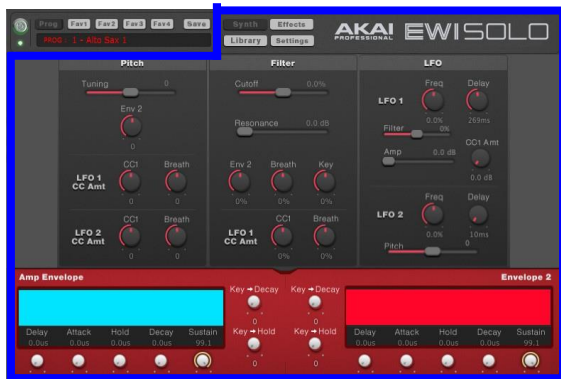 Prog Fav1 Fav2 Fav3 Fav4 Save
PROG : 1 - Alto Sax 1
Synth Effects
Library Settings
AKAI PROFESSIONAL EWI SOLO
Pitch
Tuning 0
Env 2
0
LFO 1 CC Amt
CC1 Breath
0 0
LFO 2 CC Amt
CC1 Breath
0 0
Filter
Cutoff 0.0%
Resonance 0.0 dB
Env 2 Breath Key
0% 0% 0%
LFO 1 CC Amt
CC1 Breath
0% 0%
LFO
LFO 1
Freq Delay
0.0% 269ms
Filter 0%
CC1 Amt
Amp 0.0 dB
0.0 dB
LFO 2
Freq Delay
0.0% 10ms
Pitch 0
Amp Envelope
Delay Attack Hold Decay Sustain
0.0us 0.0us 0.0us 0.0us 99.1
Key ➔ Decay Key ➔ Decay
0 0
Key ➔ Hold Key ➔ Hold
0 0
Envelope 2
Delay Attack Hold Decay Sustain
0.0us 0.0us 0.0us 0.0us 99.1